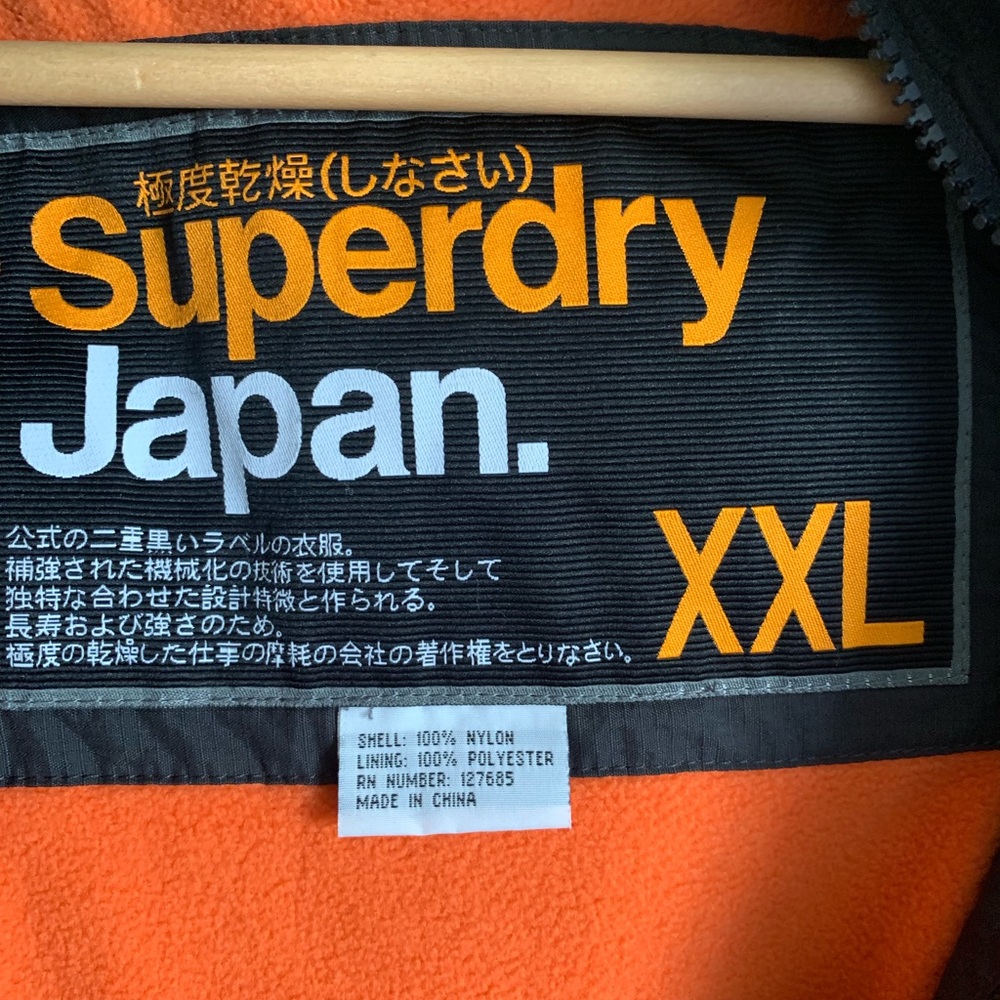 極度乾燥(しなさい)
Superdry
Japan.
XXL
公式の二重黒いラベルの衣服。
補強された機械化の技術を使用してそして
独特な合わせた設計特微と作られる。
長寿および強さのため。
極度の乾燥した仕事の摩耗の会社の著作権をとりなさい。
SHELL: 100% NYLON
LINING: 100% POLYESTER
RN NUMBER: 127685
MADE IN CHINA